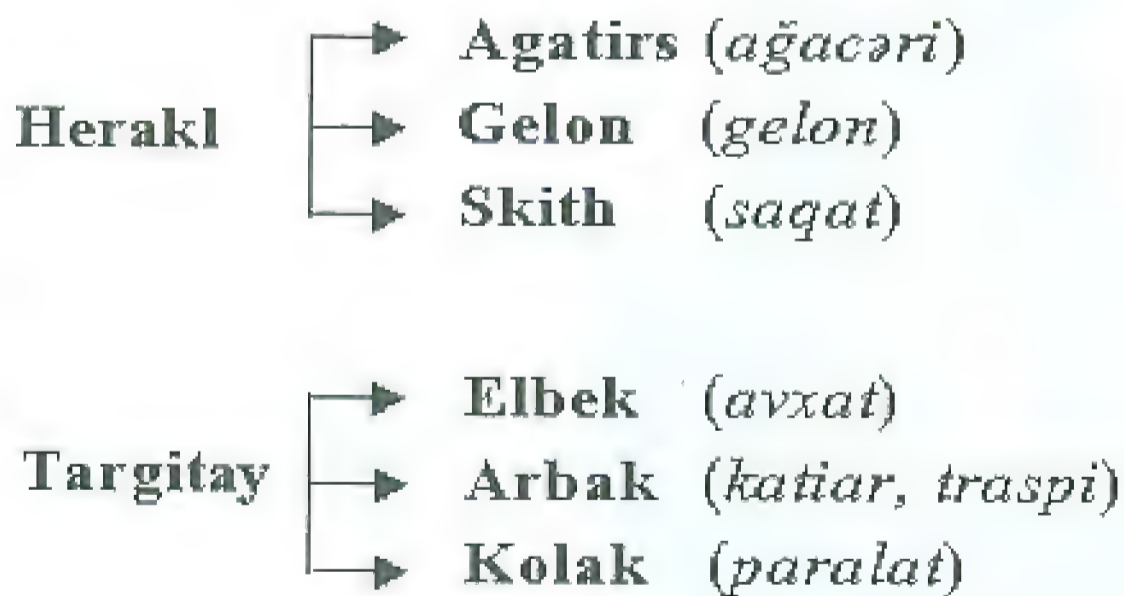 Agatirs (ağacəri)
Herakl Gelon (gelon)
Skith (saqat)
Elbek (avxat)
Targitay Arbak (katiar, traspi)
Kolak (paralat)